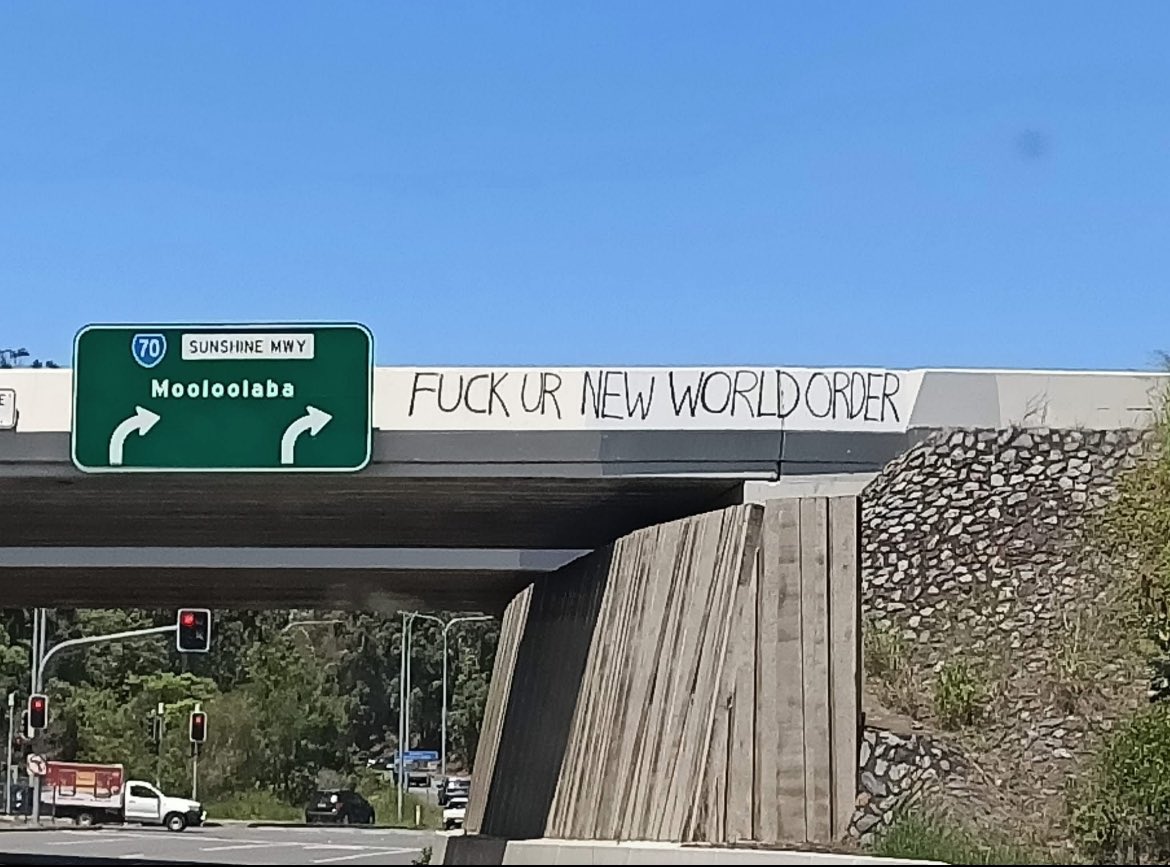 70 SUNSHINE MWY
Mooloolaba
FUCK UR NEW WORLD ORDER